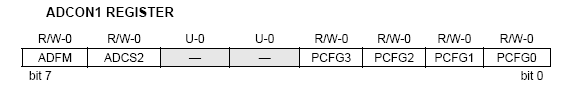 ADCON1 REGISTER
R/W-0 R/W-0 U-0 U-0 R/W-0 R/W-0 R/W-0 R/W-0
ADFM ADCS2 — — PCFG3 PCFG2 PCFG1 PCFG0
bit 7 bit 0